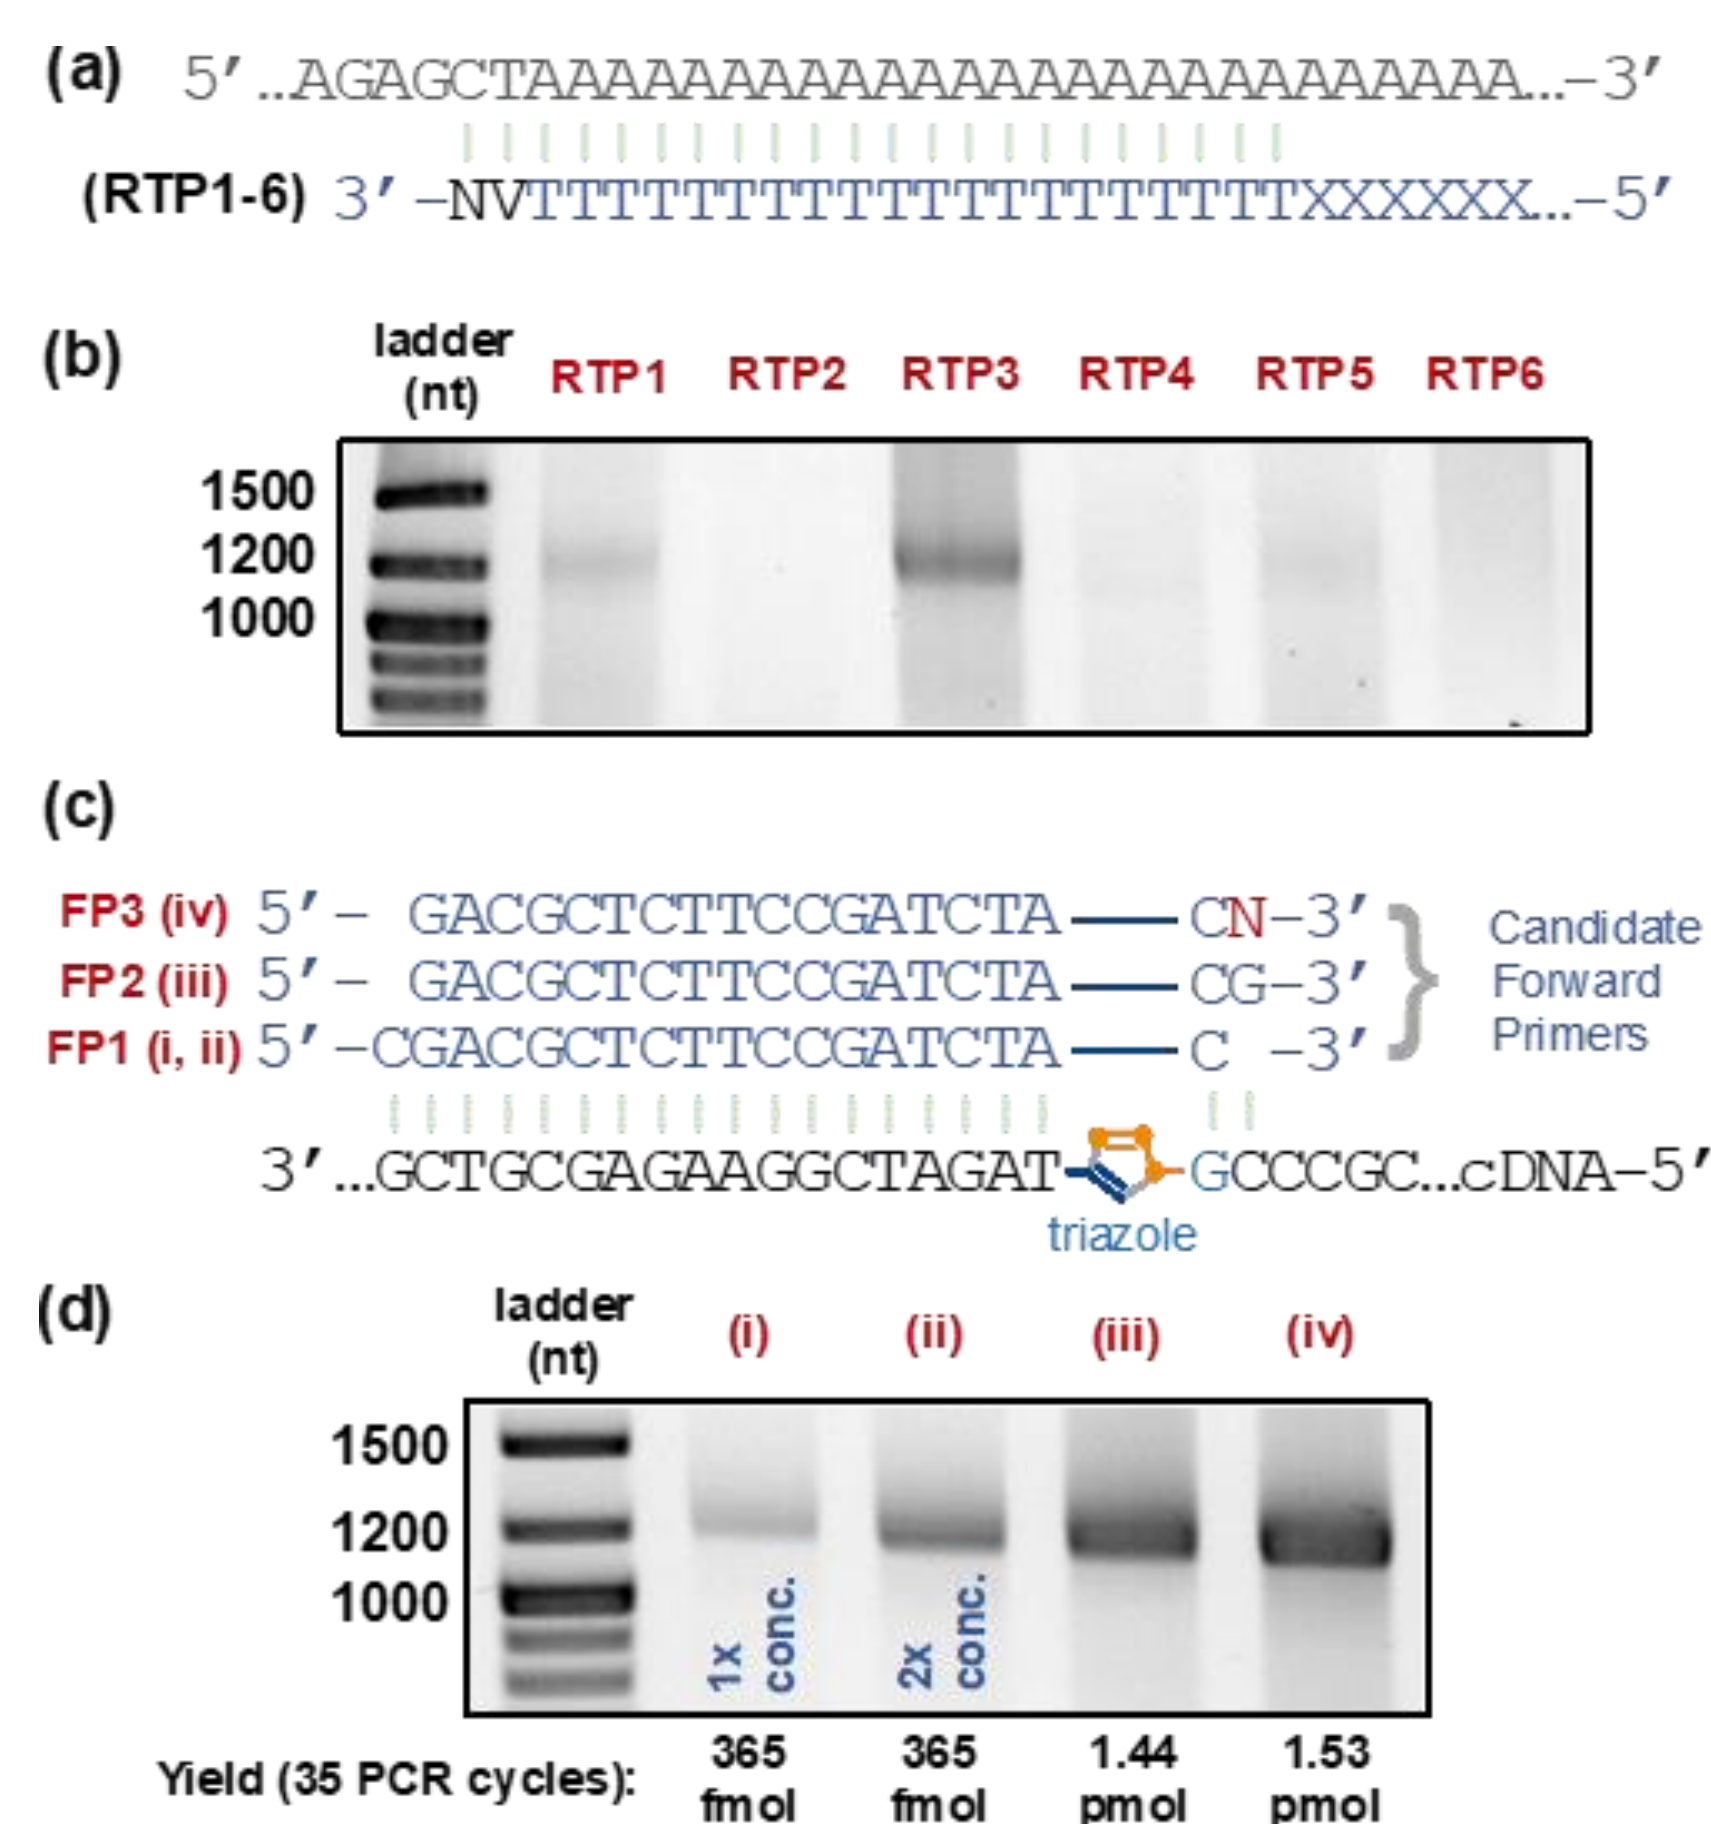 (a) 5′ …AGAGCTAAAAAAAAAAAAAAAAAAAAAAAAAA…–3′
(RTP1-6) 3′ –NVTTTTTTTTTTTTTTTTTTTTXXXXXX…–5′
(b)
ladder
(nt)
RTP1 RTP2 RTP3 RTP4 RTP5 RTP6
1500
1200
1000
(c)
FP3 (iv) 5′– GACGCTCTTCCGATCTA CN–3′
FP2 (iii) 5′– GACGCTCTTCCGATCTA CG–3′
FP1 (i, ii) 5′–CGACGCTCTTCCGATCTA C –3′
Candidate
Forward
Primers
3′…GCTGCGAGAAGGCTAGAT GCCCGC…cDNA–5′
triazole
(d)
ladder
(nt)
(i) (ii) (iii) (iv)
1500
1200
1000
1x
conc.
2x
conc.
Yield (35 PCR cycles):
365
fmol
365
fmol
1.44
pmol
1.53
pmol